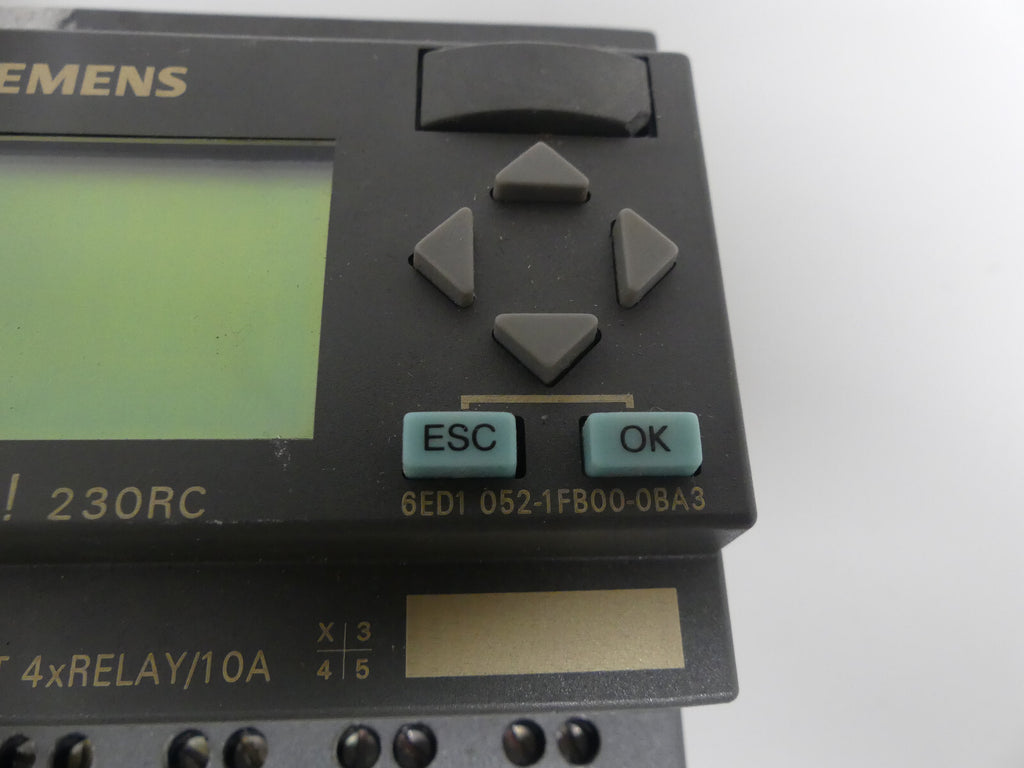 EMENS
ESC OK
! 230RC
6ED1 052-1FB00-0BA3
T 4xRELAY/10A
X 3
4 5